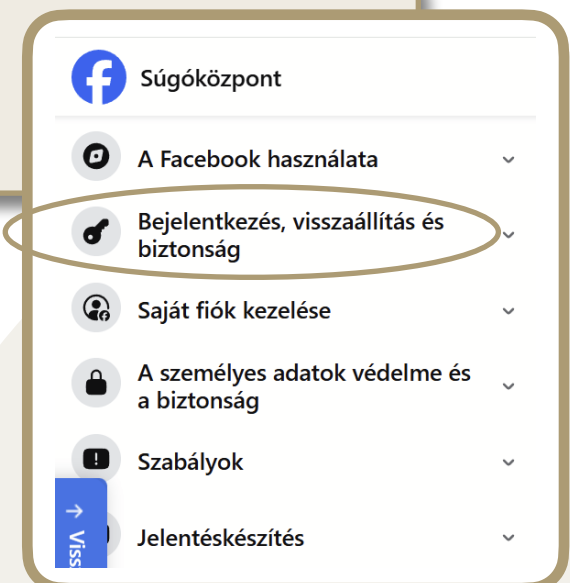 Súgóközpont
A Facebook használata
Bejelentkezés, visszaállítás és
biztonság
Saját fiók kezelése
A személyes adatok védelme és
a biztonság
Szabályok
Jelentéskészítés